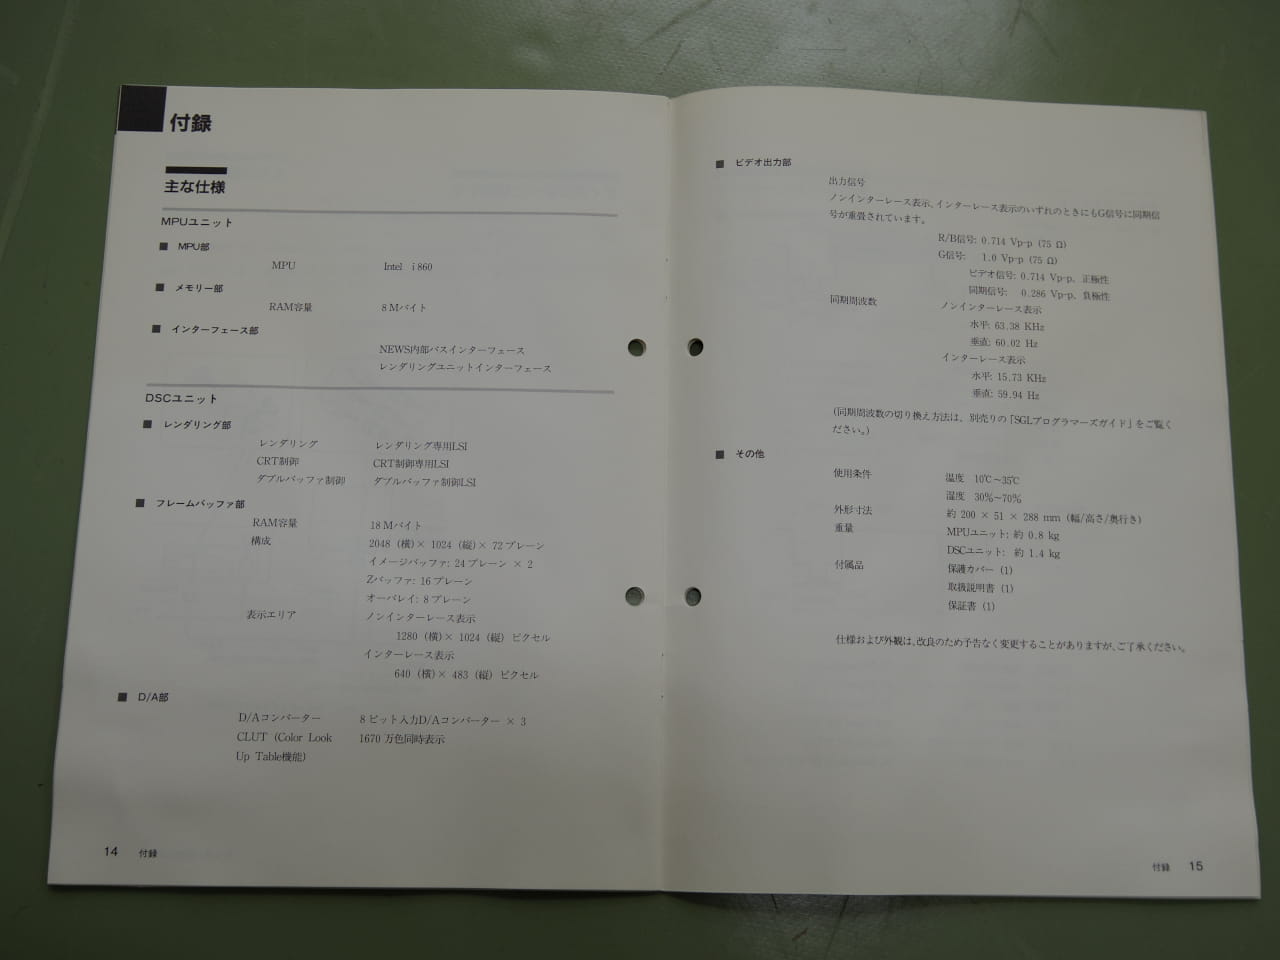 付録
主な仕様
MPUユニット
■ MPU部
MPU Intel i860
■ メモリー部
RAM容量 8Mバイト
■ インターフェース部
NEWS内部バスインターフェース
レンダリングユニットインターフェース
DSCユニット
■ レンダリング部
レンダリング レンダリング専用LSI
CRT制御 CRT制御専用LSI
ダブルバッファ制御 ダブルバッファ制御LSI
■ フレームバッファ部
RAM容量 18Mバイト
構成 2048（横）× 1024（縦）× 72プレーン
イメージバッファ: 24プレーン × 2
Zバッファ: 16プレーン
オーバレイ: 8プレーン
表示エリア ノンインターレース表示
1280（横）× 1024（縦）ピクセル
インターレース表示
640（横）× 483（縦）ピクセル
■ D/A部
D/Aコンバーター 8ビット入力D/Aコンバーター × 3
CLUT (Color Look 1670万色同時表示
Up Table機能)
14 付録
■ ビデオ出力部
出力信号
ノンインターレース表示、インターレース表示のいずれのときにもG信号に同期信
号が重畳されています。
R/B信号: 0.714 Vp-p (75 Ω)
G信号: 1.0 Vp-p (75 Ω)
ビデオ信号: 0.714 Vp-p、正極性
同期信号: 0.286 Vp-p、負極性
同期周波数 ノンインターレース表示
水平: 63.38 KHz
垂直: 60.02 Hz
インターレース表示
水平: 15.73 KHz
垂直: 59.94 Hz
(同期周波数の切り換え方法は、別売りの「SGLプログラマーズガイド」をご覧く
ださい。)
■ その他
使用条件 温度 10℃～35℃
湿度 30%～70%
外形寸法 約 200 × 51 × 288 mm (幅/高さ/奥行き)
重量 MPUユニット: 約 0.8 kg
DSCユニット: 約 1.4 kg
付属品 保護カバー (1)
取扱説明書 (1)
保証書 (1)
仕様および外観は、改良のため予告なく変更することがありますが、ご了承ください。
付録 15